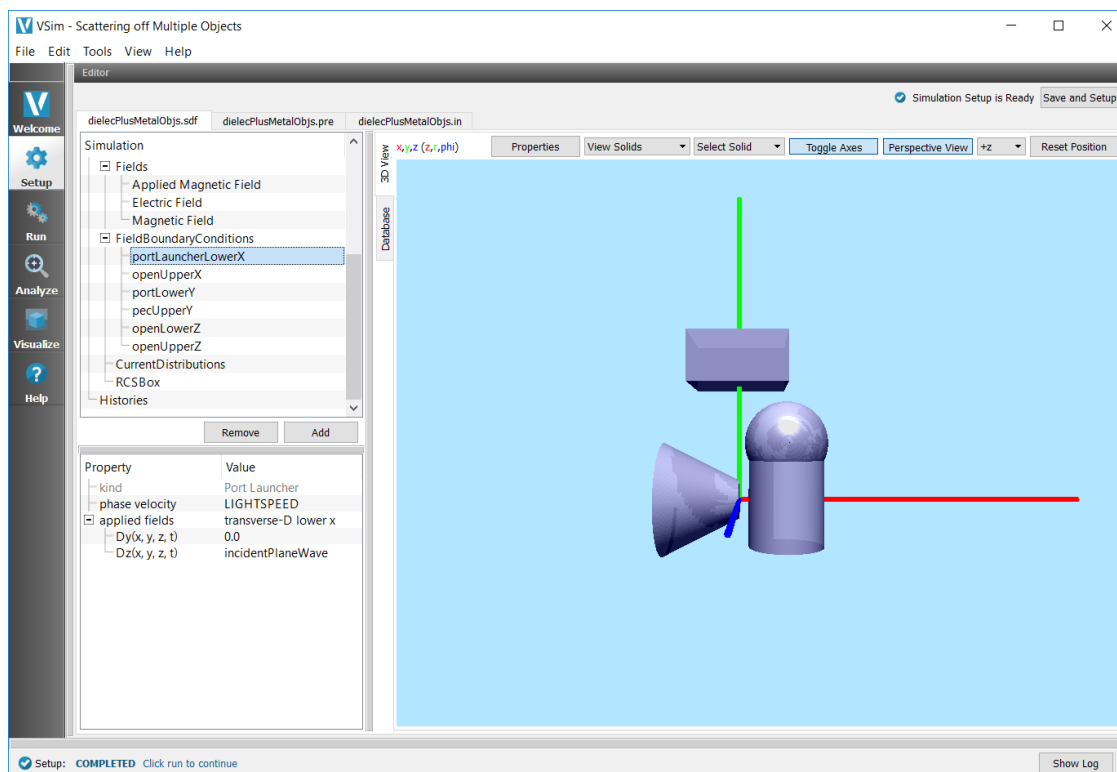 VSim - Scattering off Multiple Objects
File Edit Tools View Help
Editor
Simulation Setup is Ready Save and Setup
Welcome
Setup
Run
Analyze
Visualize
Help
dielecPlusMetalObjs.sdf dielecPlusMetalObjs.pre dielecPlusMetalObjs.in
Simulation
Fields
Applied Magnetic Field
Electric Field
Magnetic Field
FieldBoundaryConditions
portLauncherLowerX
openUpperX
portLowerY
pecUpperY
openLowerZ
openUpperZ
CurrentDistributions
RCSBox
Histories
Remove Add
Property Value
kind Port Launcher
phase velocity LIGHTSPEED
applied fields transverse-D lower x
Dy(x, y, z, t) 0.0
Dz(x, y, z, t) incidentPlaneWave
3D View
Database
x,y,z (z,r,phi) Properties View Solids Select Solid Toggle Axes Perspective View +z Reset Position
Setup: COMPLETED Click run to continue Show Log